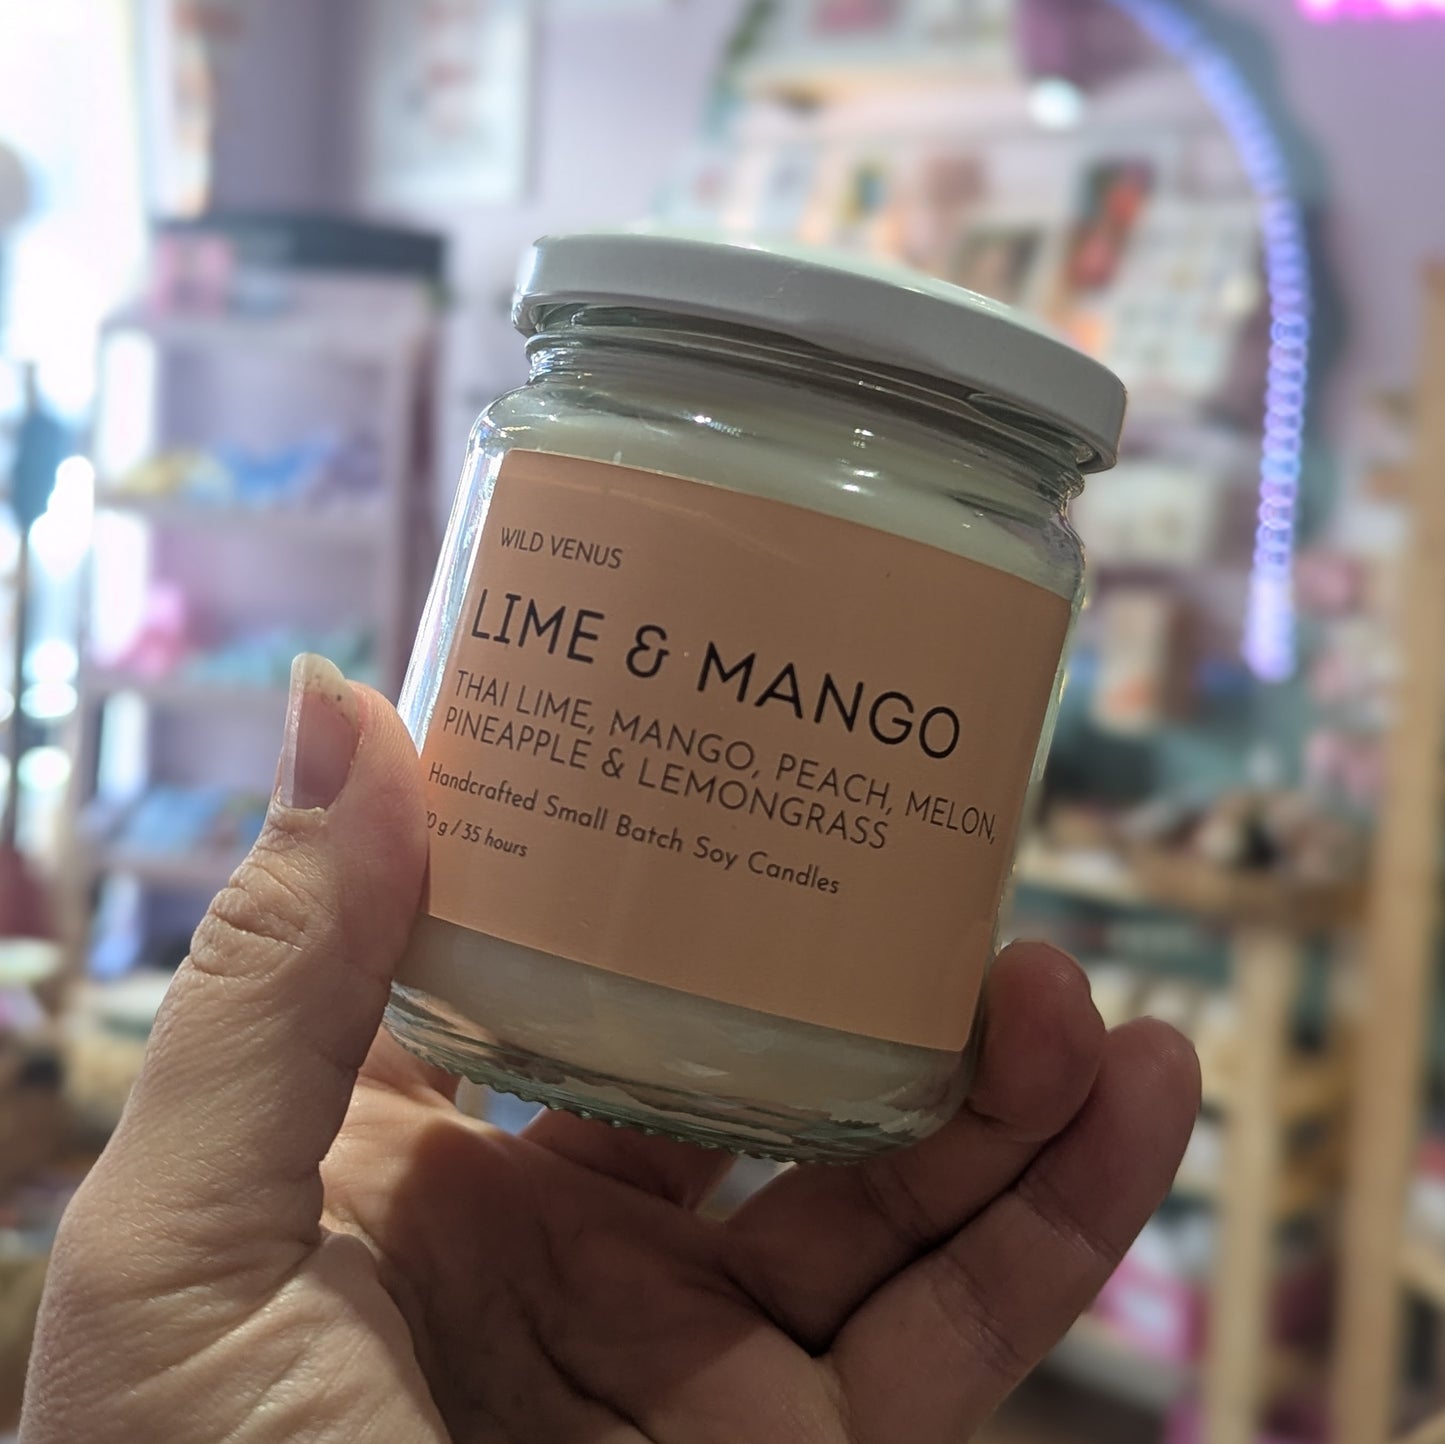 WILD VENUS
LIME & MANGO
THAI LIME, MANGO, PEACH, MELON,
PINEAPPLE & LEMONGRASS
Handcrafted Small Batch Soy Candles
g / 35 hours